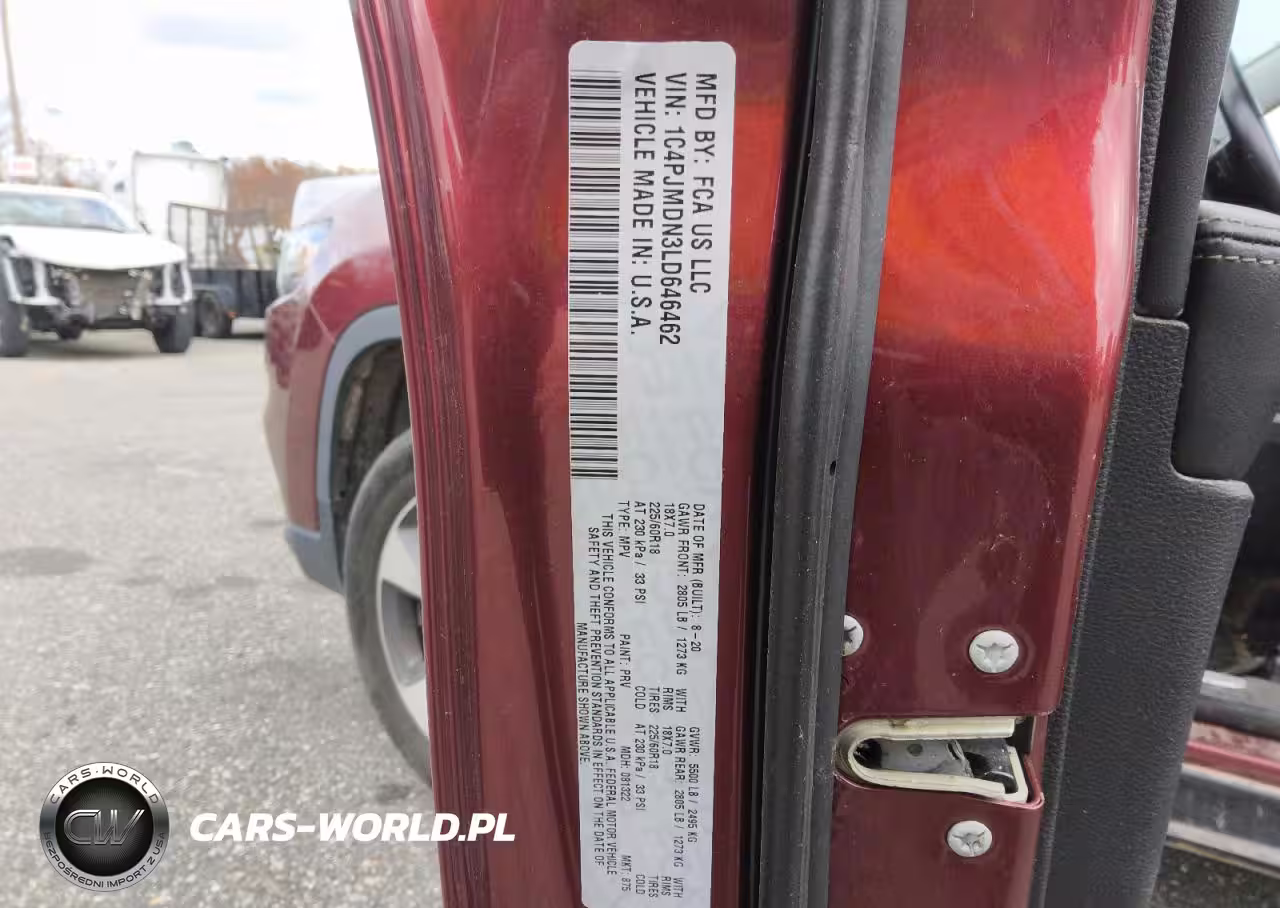 MFD BY: FCA US LLC
VIN: 1C4PJMDN3LD646462
VEHICLE MADE IN: U.S.A.
DATE OF MFR (BUILT): 8-20 GVWR: 5500 LB / 2495 KG
GAWR FRONT: 2805 LB / 1273 KG WITH GAWR REAR: 2805 LB / 1273 KG WITH
18X7.0 RIMS 18X7.0 RIMS
225/60R18 TIRES: 225/60R18 TIRES
AT 230 kPa / 33 PSI COLD AT 230 kPa / 33 PSI COLD
TYPE: MPV PAINT: PRV MDH: 081322 MKT: 875
THIS VEHICLE CONFORMS TO ALL APPLICABLE U.S.A. FEDERAL MOTOR VEHICLE
SAFETY AND THEFT PREVENTION STANDARDS IN EFFECT ON THE DATE OF
MANUFACTURE SHOWN ABOVE.
CARS-WORLD
CW
BEZPOŚREDNI IMPORT Z USA
CARS-WORLD.PL